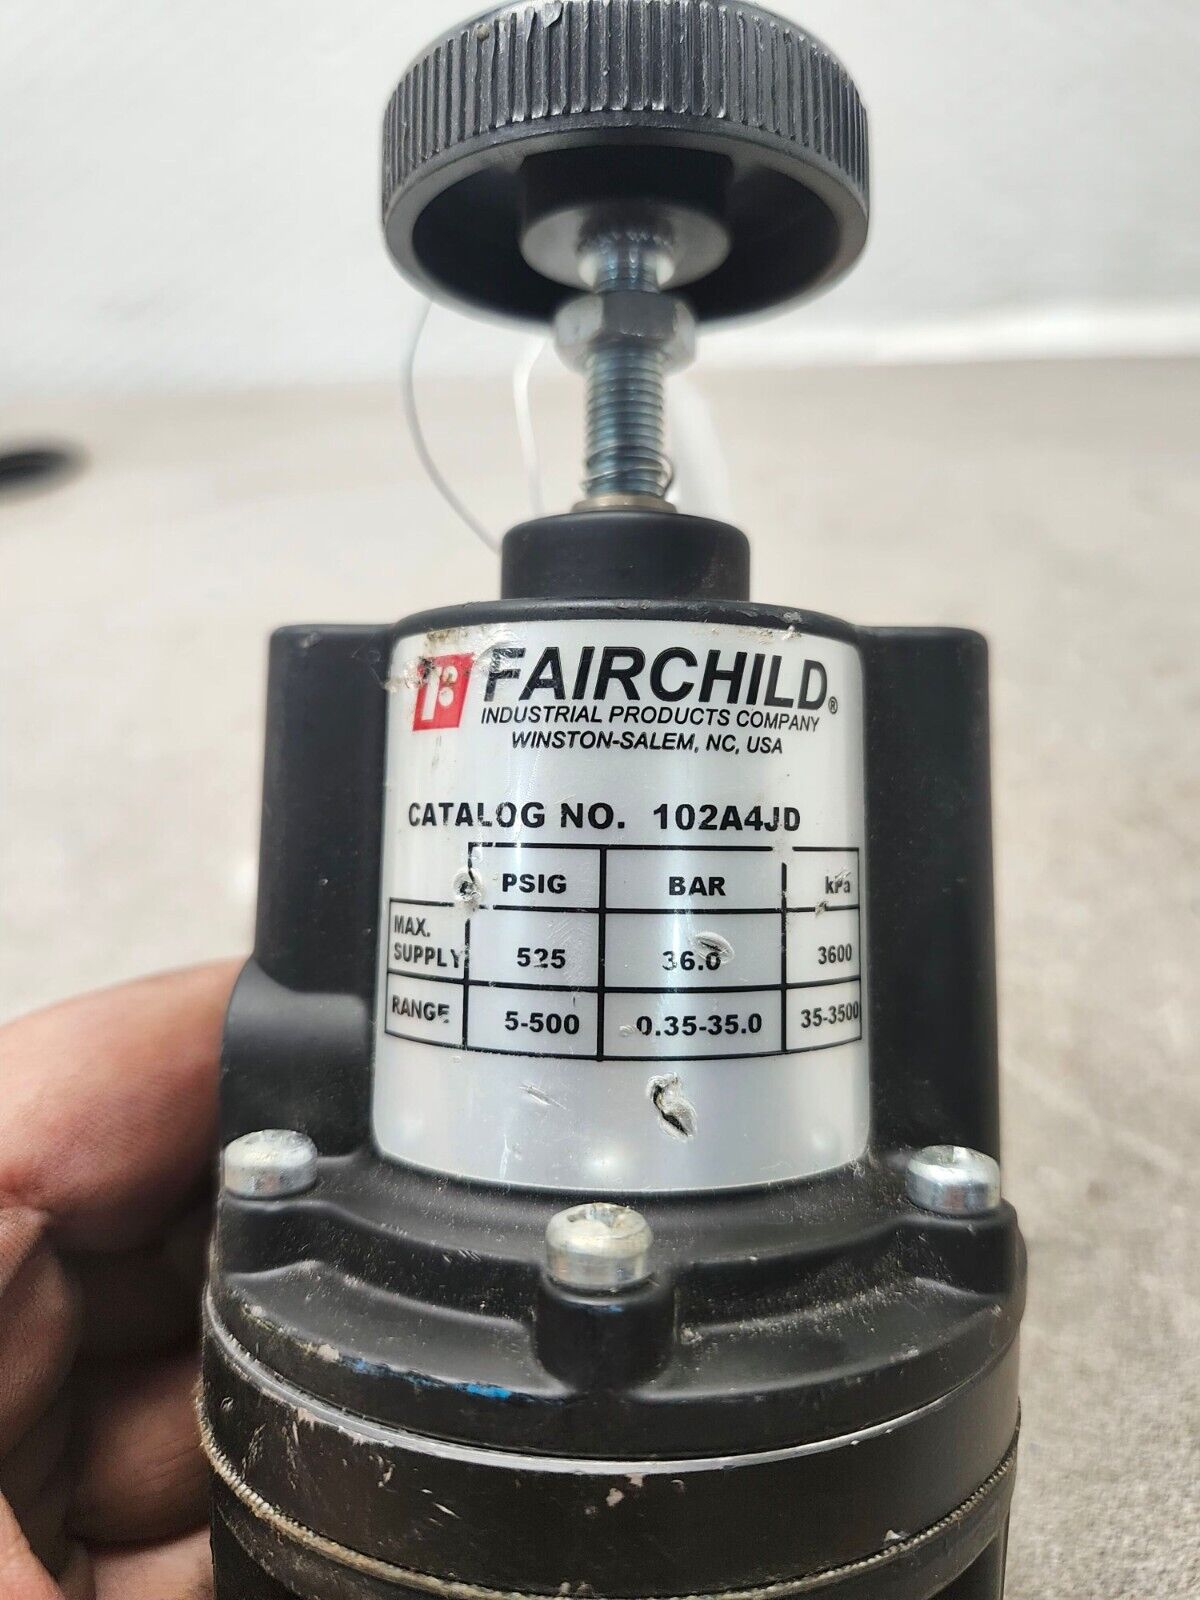 FAIRCHILD®
INDUSTRIAL PRODUCTS COMPANY
WINSTON-SALEM, NC, USA
CATALOG NO. 102A4JD
PSIG BAR kPa
MAX. SUPPLY 525 36.0 3600
RANGE 5-500 0.35-35.0 35-3500